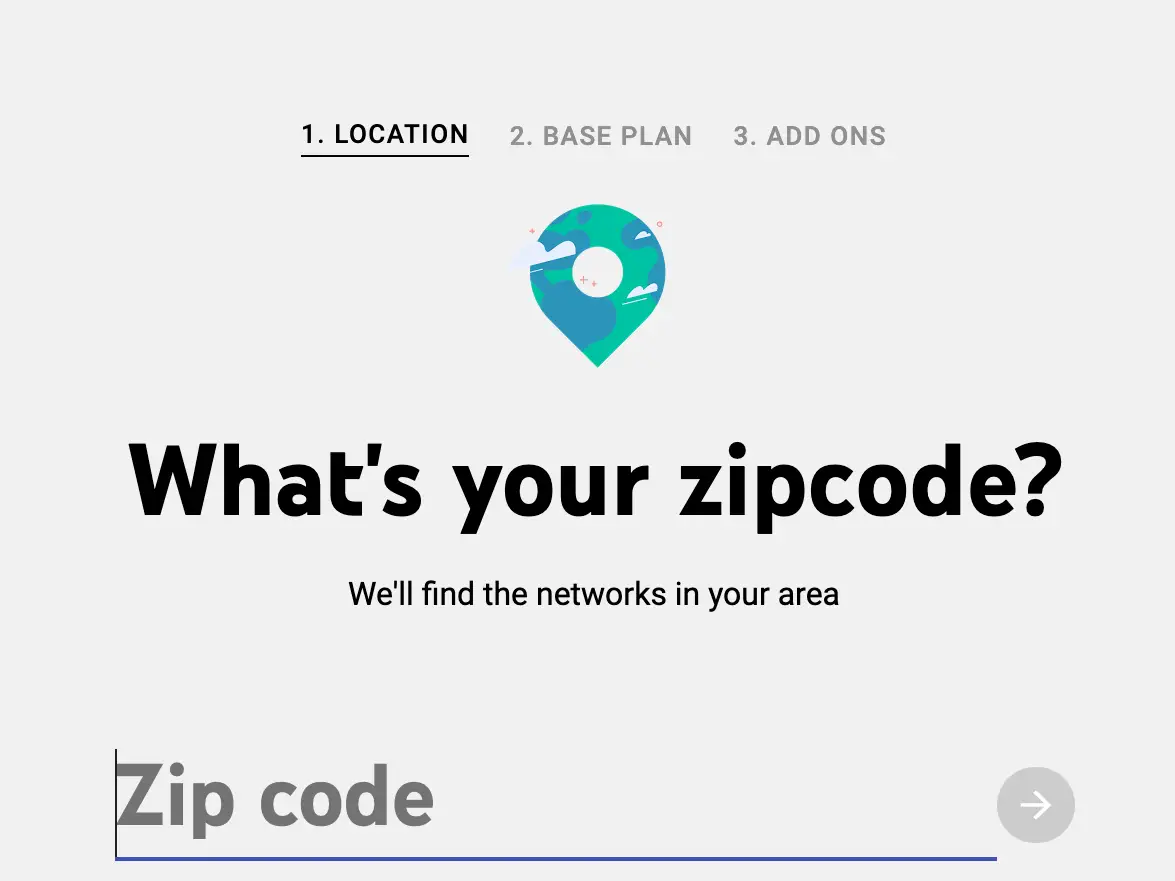 1. LOCATION 2. BASE PLAN 3. ADD ONS
What's your zipcode?
We'll find the networks in your area
Zip code